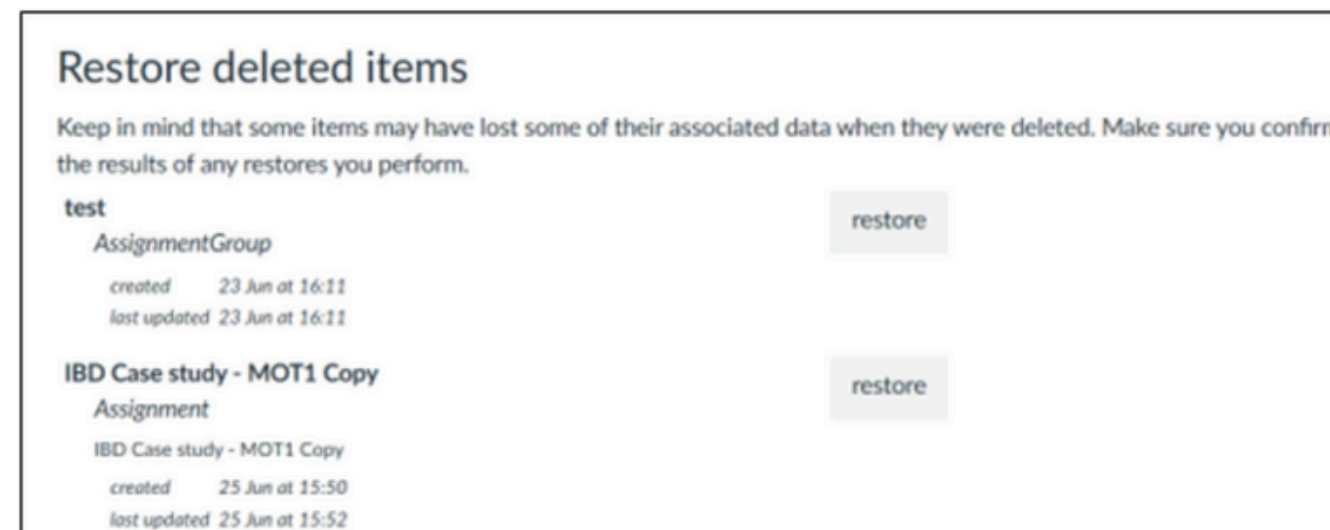 Restore deleted items
Keep in mind that some items may have lost some of their associated data when they were deleted. Make sure you confirm
the results of any restores you perform.
test
restore
AssignmentGroup
created 23 Jun at 16:11
last updated 23 Jun at 16:11
IBD Case study - MOT1 Copy
restore
Assignment
IBD Case study - MOT1 Copy
created 25 Jun at 15:50
last updated 25 Jun at 15:52